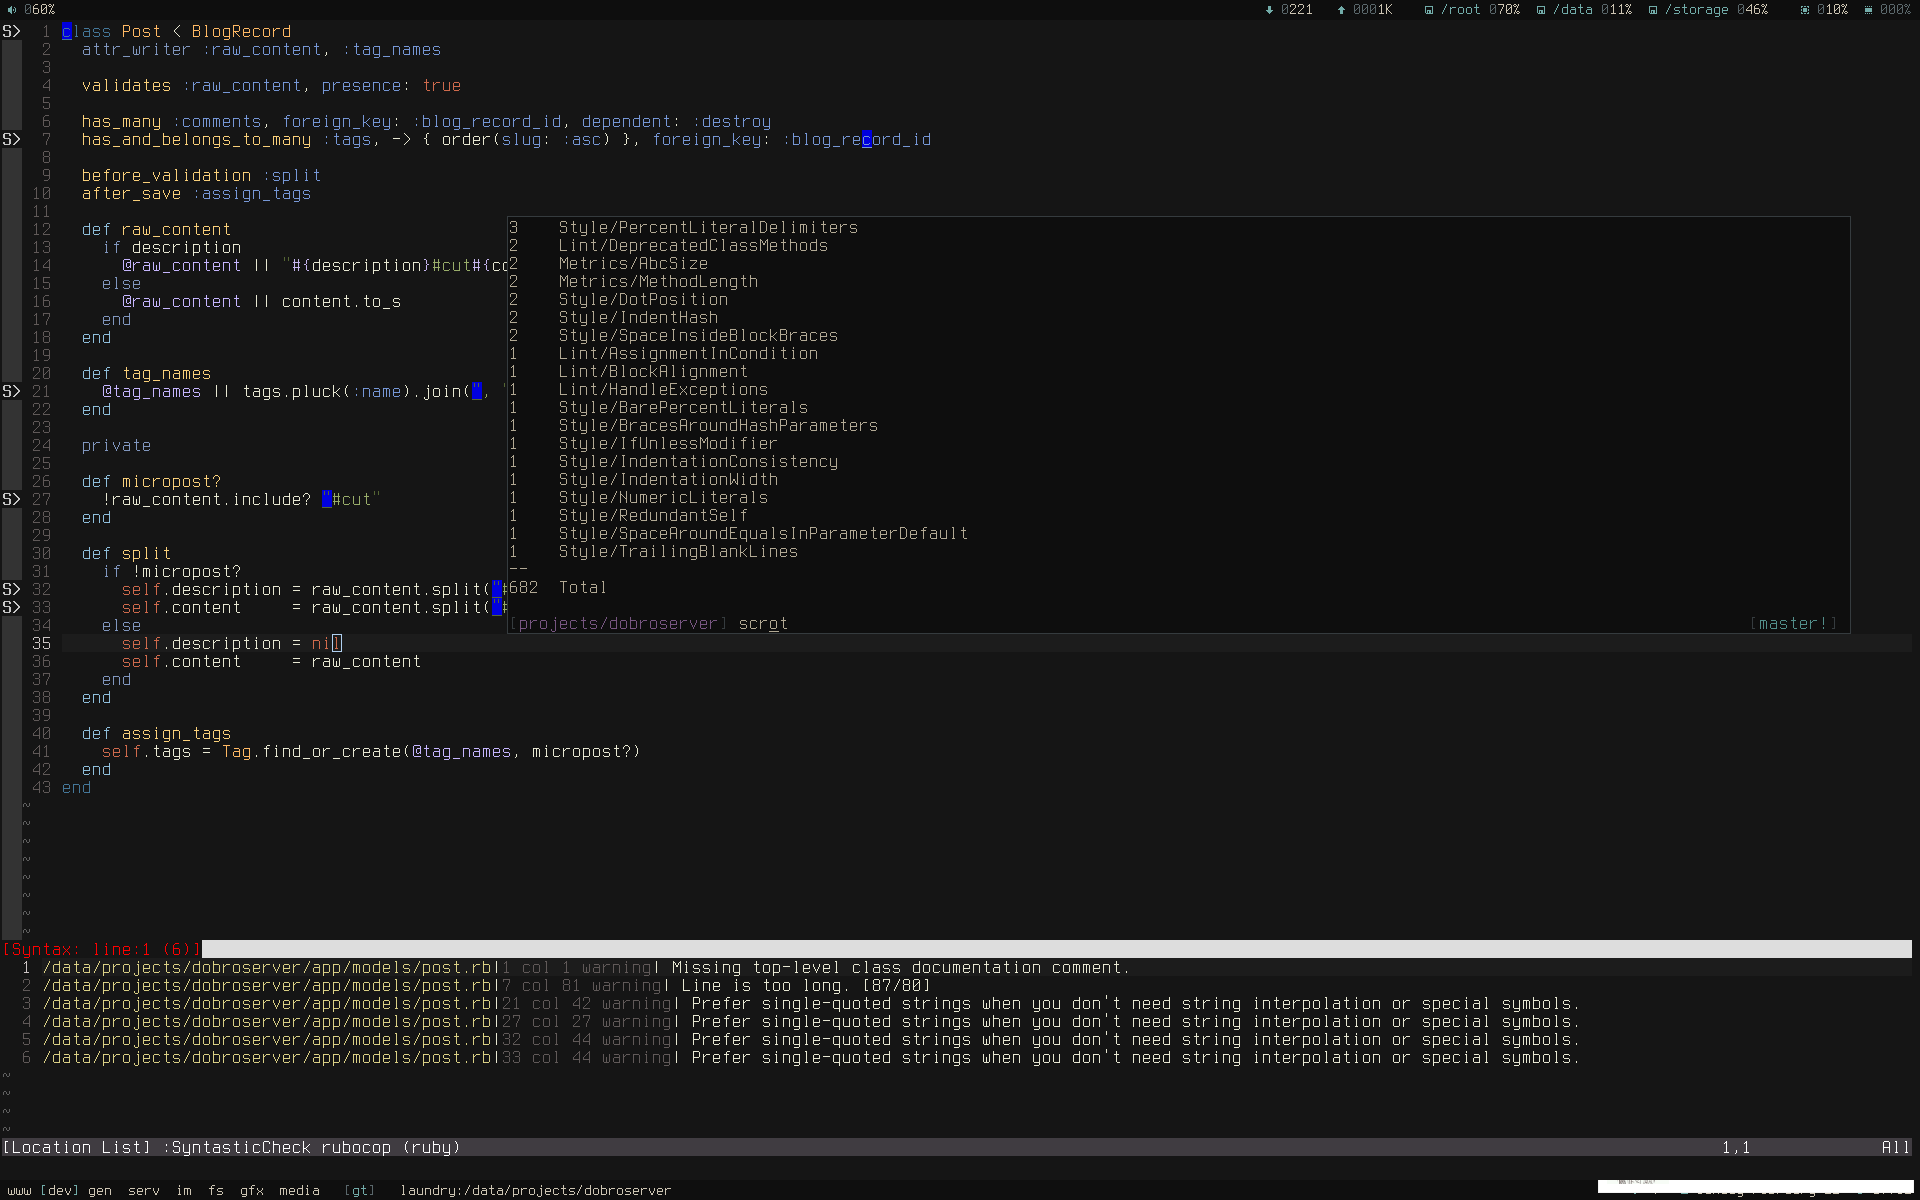 060% 0221 0001K /root 070% /data 011% /storage 046% 010% 000%
S> 1 class Post < BlogRecord
2 attr_writer :raw_content, :tag_names
3
4 validates :raw_content, presence: true
5
6 has_many :comments, foreign_key: :blog_record_id, dependent: :destroy
S> 7 has_and_belongs_to_many :tags, -> { order(slug: :asc) }, foreign_key: :blog_record_id
8
9 before_validation :split
10 after_save :assign_tags
11
12 def raw_content
13 if description
14 @raw_content || "#{description}#cut#{co
15 else
16 @raw_content || content.to_s
17 end
18 end
19
20 def tag_names
S> 21 @tag_names || tags.pluck(:name).join(", "
22 end
23
24 private
25
26 def micropost?
S> 27 !raw_content.include? "#cut"
28 end
29
30 def split
31 if !micropost?
S> 32 self.description = raw_content.split("#
S> 33 self.content = raw_content.split("#
34 else
35 self.description = nil
36 self.content = raw_content
37 end
38 end
39
40 def assign_tags
41 self.tags = Tag.find_or_create(@tag_names, micropost?)
42 end
43 end
~
~
~
~
~
~
~
~
3 Style/PercentLiteralDelimiters
2 Lint/DeprecatedClassMethods
2 Metrics/AbcSize
2 Metrics/MethodLength
2 Style/DotPosition
2 Style/IndentHash
2 Style/SpaceInsideBlockBraces
1 Lint/AssignmentInCondition
1 Lint/BlockAlignment
1 Lint/HandleExceptions
1 Style/BarePercentLiterals
1 Style/BracesAroundHashParameters
1 Style/IfUnlessModifier
1 Style/IndentationConsistency
1 Style/IndentationWidth
1 Style/NumericLiterals
1 Style/RedundantSelf
1 Style/SpaceAroundEqualsInParameterDefault
1 Style/TrailingBlankLines
--
682 Total
[projects/dobroserver] scrot [master!]
[Syntax: line:1 (6)]
1 /data/projects/dobroserver/app/models/post.rb|1 col 1 warning| Missing top-level class documentation comment.
2 /data/projects/dobroserver/app/models/post.rb|7 col 81 warning| Line is too long. [87/80]
3 /data/projects/dobroserver/app/models/post.rb|21 col 42 warning| Prefer single-quoted strings when you don't need string interpolation or special symbols.
4 /data/projects/dobroserver/app/models/post.rb|27 col 27 warning| Prefer single-quoted strings when you don't need string interpolation or special symbols.
5 /data/projects/dobroserver/app/models/post.rb|32 col 44 warning| Prefer single-quoted strings when you don't need string interpolation or special symbols.
6 /data/projects/dobroserver/app/models/post.rb|33 col 44 warning| Prefer single-quoted strings when you don't need string interpolation or special symbols.
~
~
~
~
[Location List] :SyntasticCheck rubocop (ruby) 1,1 All
www [dev] gen serv im fs gfx media [gt] laundry:/data/projects/dobroserver